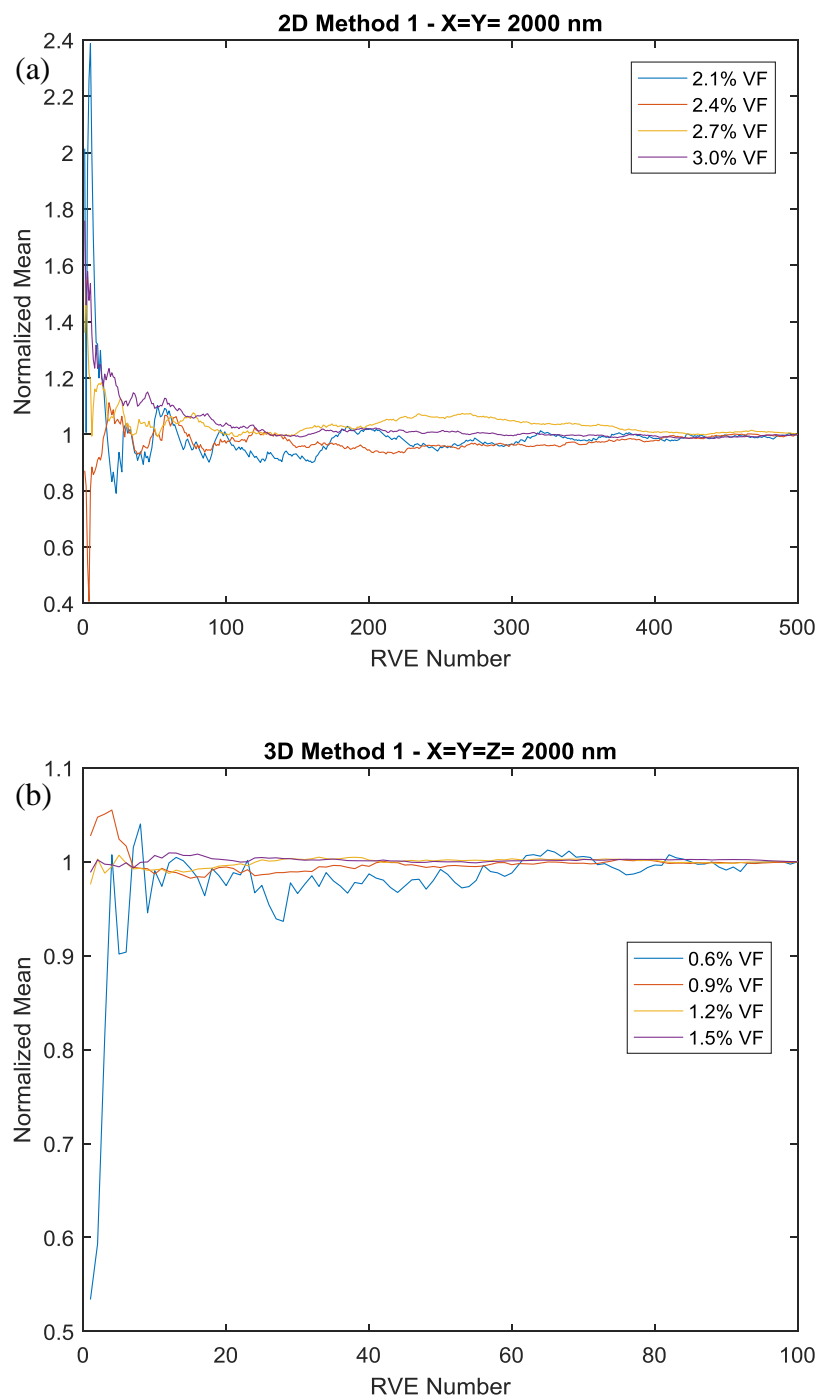 2D Method 1 - X=Y= 2000 nm
(a)
2.4
2.2
2
1.8
1.6
1.4
1.2
1
0.8
0.6
0.4
Normalized Mean
2.1% VF
2.4% VF
2.7% VF
3.0% VF
0 100 200 300 400 500
RVE Number
3D Method 1 - X=Y=Z= 2000 nm
(b)
1.1
1
0.9
0.8
0.7
0.6
0.5
Normalized Mean
0.6% VF
0.9% VF
1.2% VF
1.5% VF
0 20 40 60 80 100
RVE Number